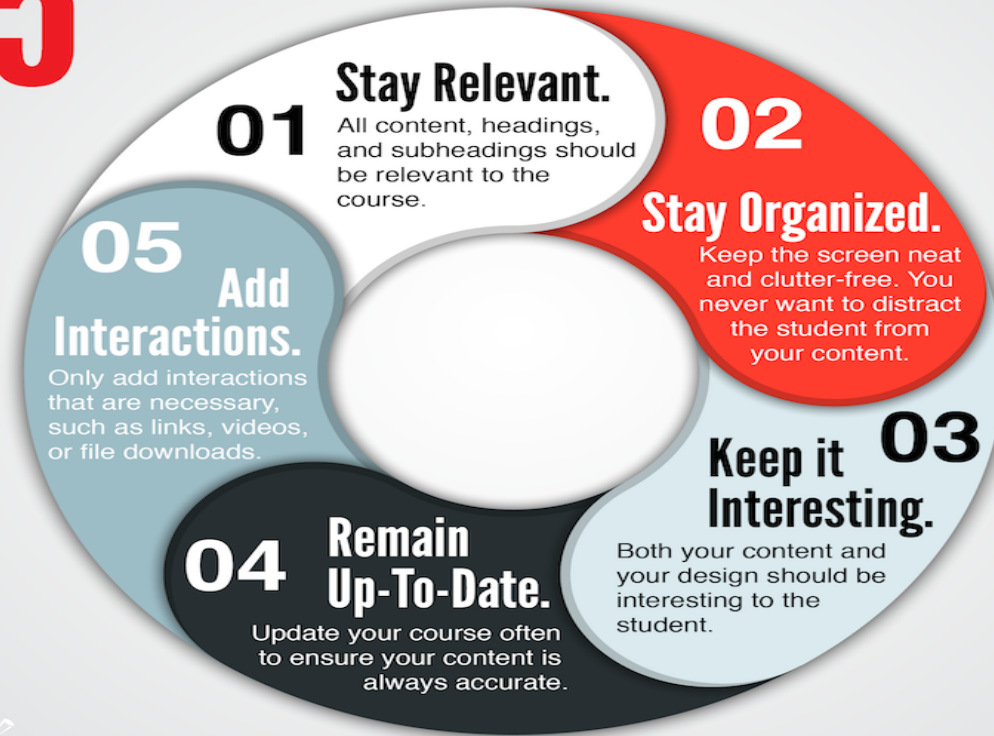 5
01
Stay Relevant.
All content, headings,
and subheadings should
be relevant to the
course.
02
Stay Organized.
Keep the screen neat
and clutter-free. You
never want to distract
the student from
your content.
03
Keep it
Interesting.
Both your content and
your design should be
interesting to the
student.
04
Remain
Up-To-Date.
Update your course often
to ensure your content is
always accurate.
05
Add
Interactions.
Only add interactions
that are necessary,
such as links, videos,
or file downloads.